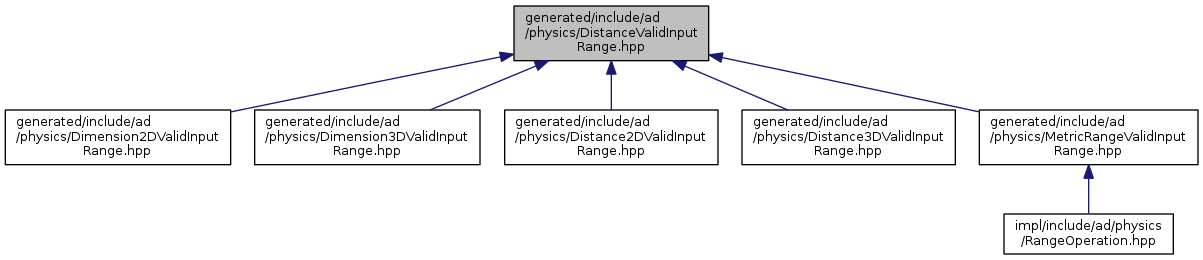 generated/include/ad
/physics/DistanceValidInput
Range.hpp
generated/include/ad
/physics/Dimension2DValidInput
Range.hpp
generated/include/ad
/physics/Dimension3DValidInput
Range.hpp
generated/include/ad
/physics/Distance2DValidInput
Range.hpp
generated/include/ad
/physics/Distance3DValidInput
Range.hpp
generated/include/ad
/physics/MetricRangeValidInput
Range.hpp
impl/include/ad/physics
/RangeOperation.hpp